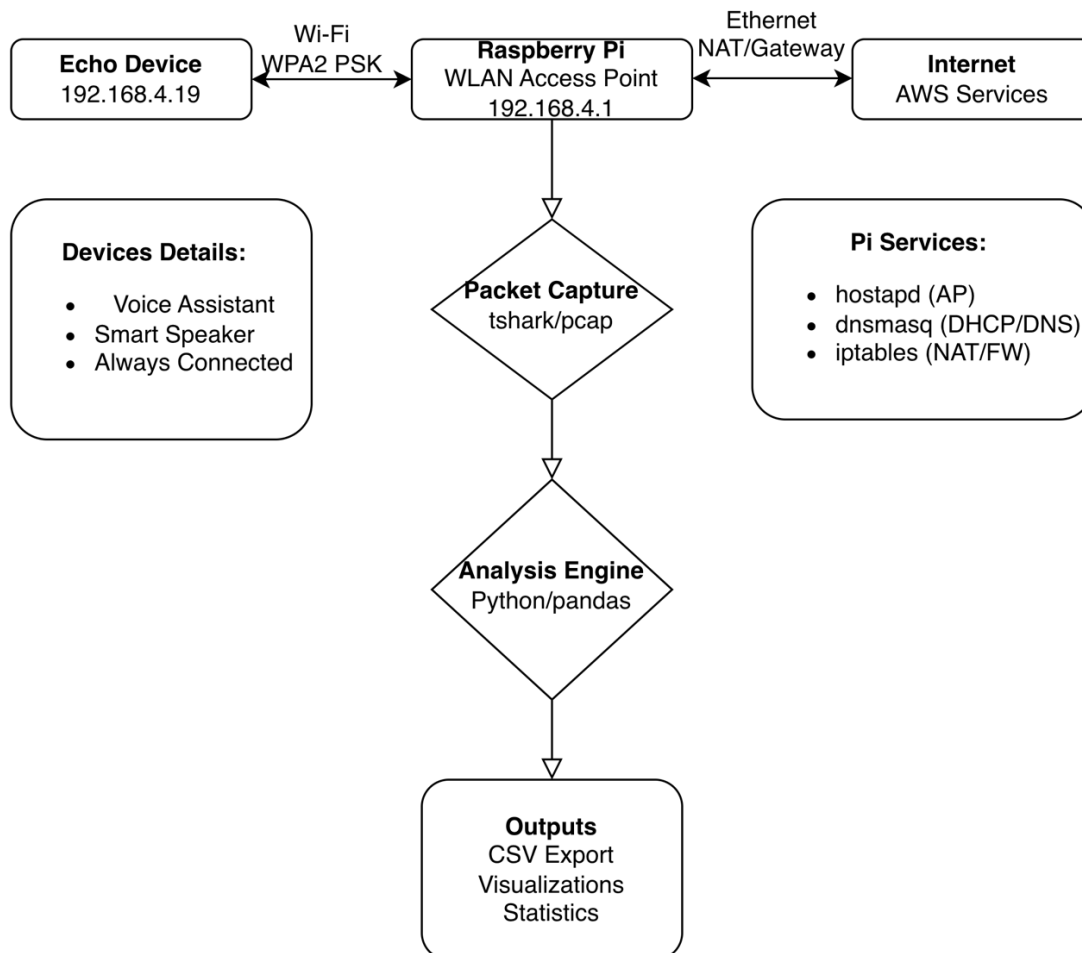 Wi-Fi
WPA2 PSK
Ethernet
NAT/Gateway
Echo Device
192.168.4.19
Raspberry Pi
WLAN Access Point
192.168.4.1
Internet
AWS Services
Devices Details:
• Voice Assistant
• Smart Speaker
• Always Connected
Packet Capture
tshark/pcap
Pi Services:
• hostapd (AP)
• dnsmasq (DHCP/DNS)
• iptables (NAT/FW)
Analysis Engine
Python/pandas
Outputs
CSV Export
Visualizations
Statistics